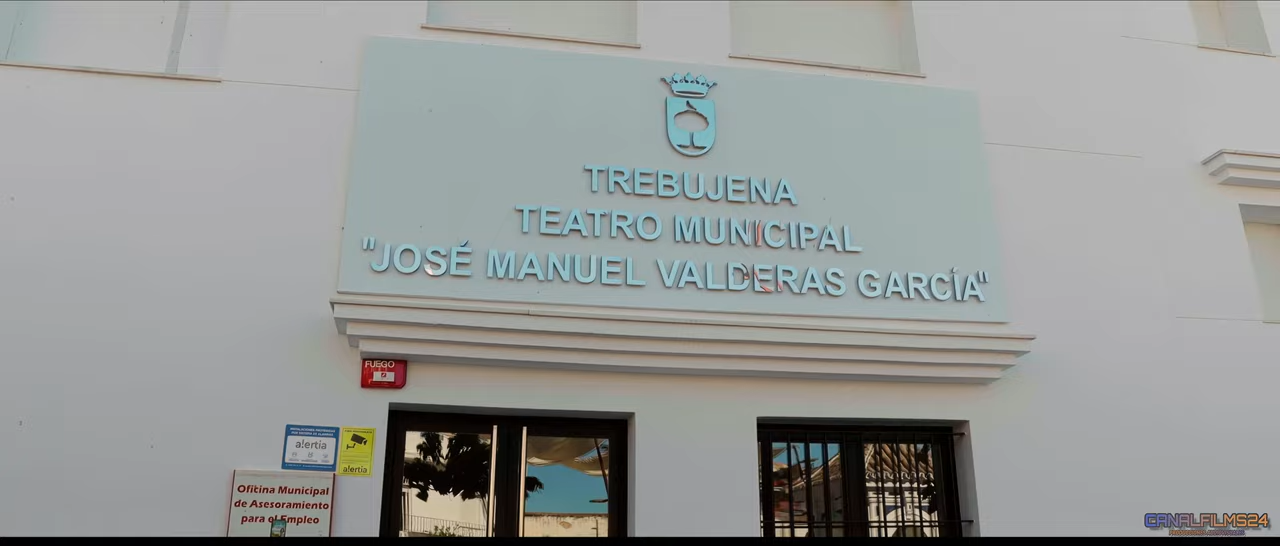 TREBUJENA
TEATRO MUNICIPAL
"JOSÉ MANUEL VALDERAS GARCÍA"
FUEGO
alertia
alertia
Oficina Municipal
de Asesoramiento
para el Empleo
CANALFILMS24